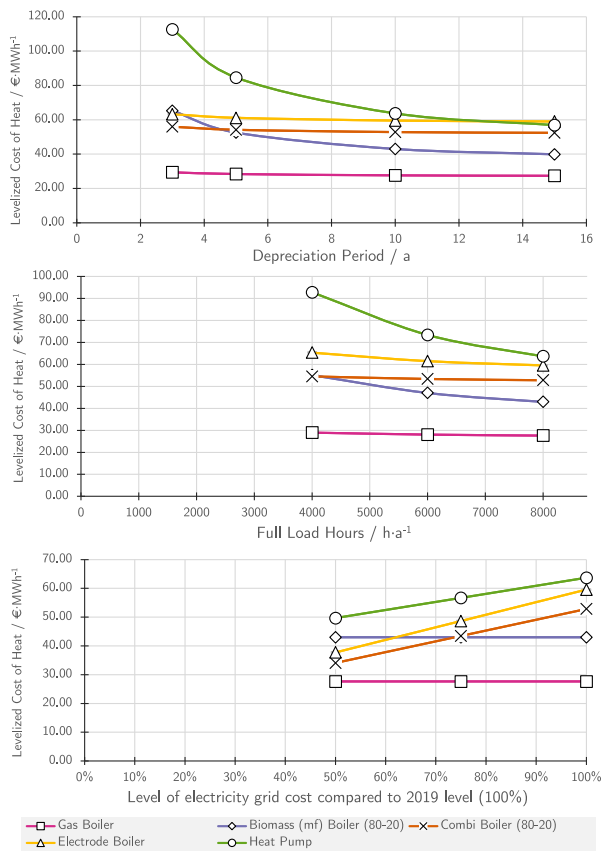 120.00
100.00
80.00
60.00
40.00
20.00
0.00
Levelized Cost of Heat / €·MWh⁻¹
0 2 4 6 8 10 12 14 16
Depreciation Period / a
100.00
90.00
80.00
70.00
60.00
50.00
40.00
30.00
20.00
10.00
0.00
Levelized Cost of Heat / €·MWh⁻¹
0 1000 2000 3000 4000 5000 6000 7000 8000
Full Load Hours / h·a⁻¹
70.00
60.00
50.00
40.00
30.00
20.00
10.00
0.00
Levelized Cost of Heat / €·MWh⁻¹
0% 10% 20% 30% 40% 50% 60% 70% 80% 90% 100%
Level of electricity grid cost compared to 2019 level (100%)
Gas Boiler Biomass (mf) Boiler (80-20) Combi Boiler (80-20)
Electrode Boiler Heat Pump